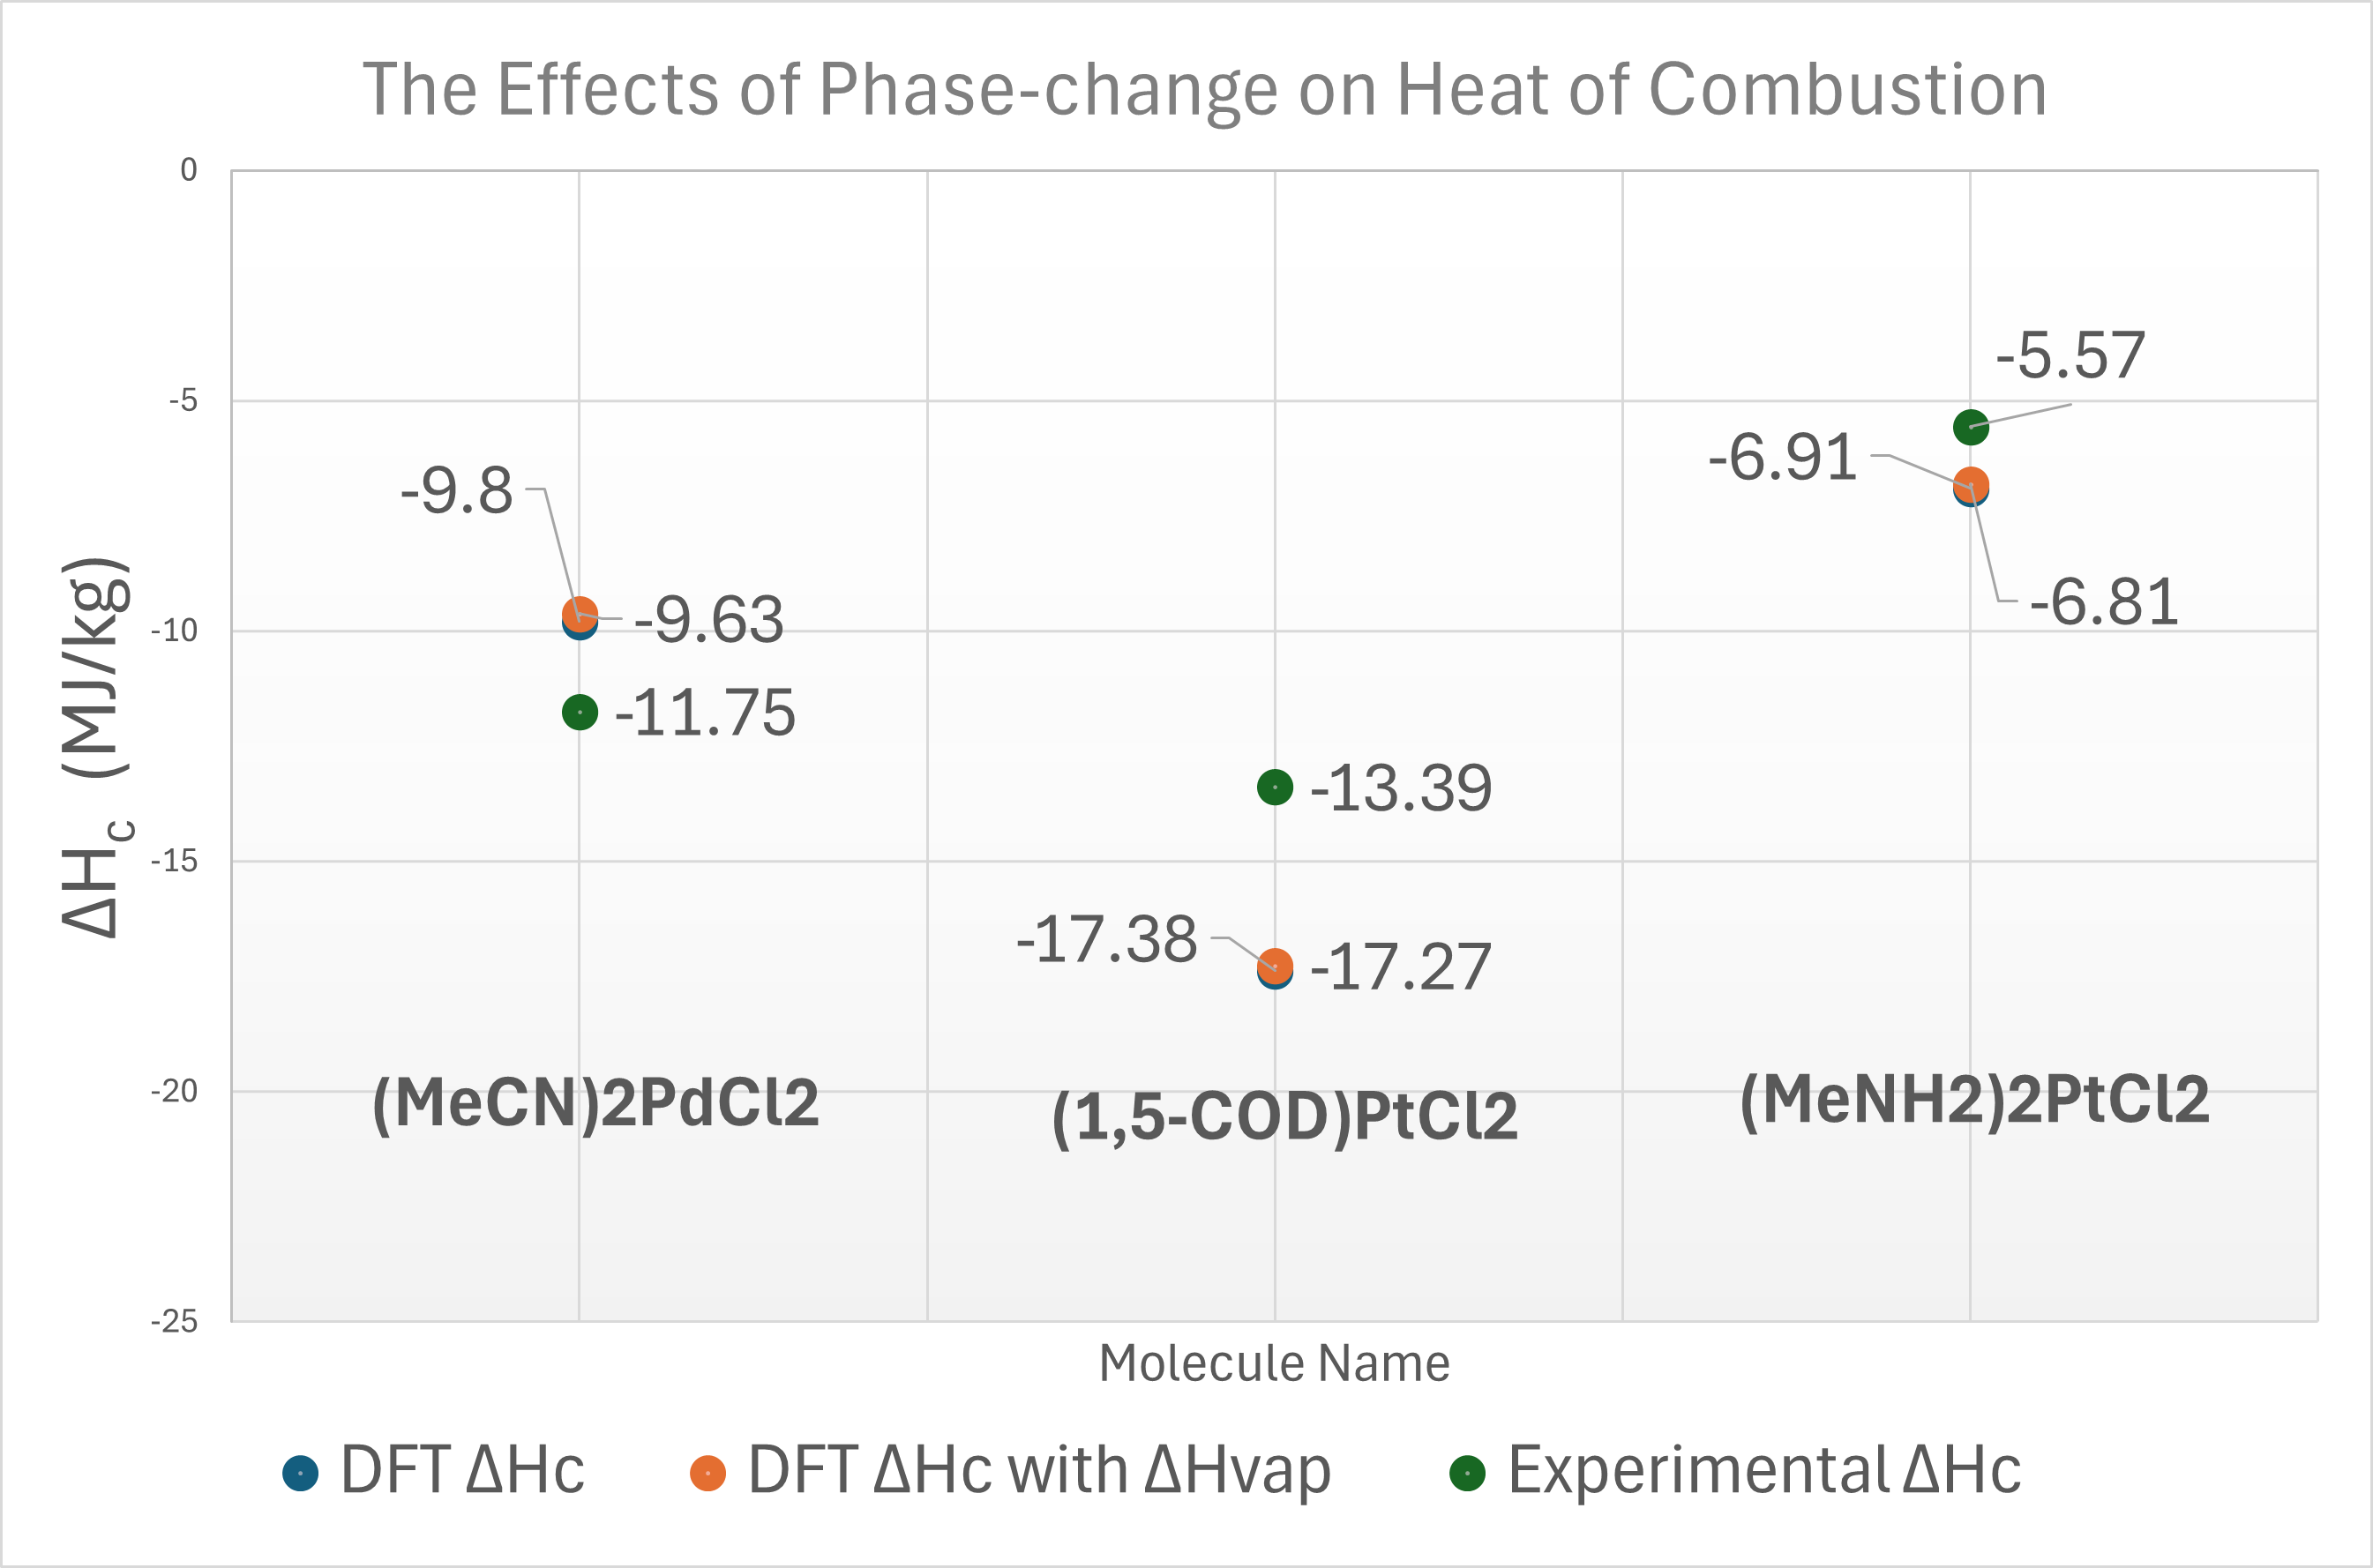 The Effects of Phase-change on Heat of Combustion
ΔHc (MJ/kg)
0
-5
-10
-15
-20
-25
-9.8
-9.63
-11.75
-13.39
-17.38
-17.27
-5.57
-6.91
-6.81
(MeCN)2PdCl2
(1,5-COD)PtCl2
(MeNH2)2PtCl2
Molecule Name
DFT ΔHc
DFT ΔHc with ΔHvap
Experimental ΔHc